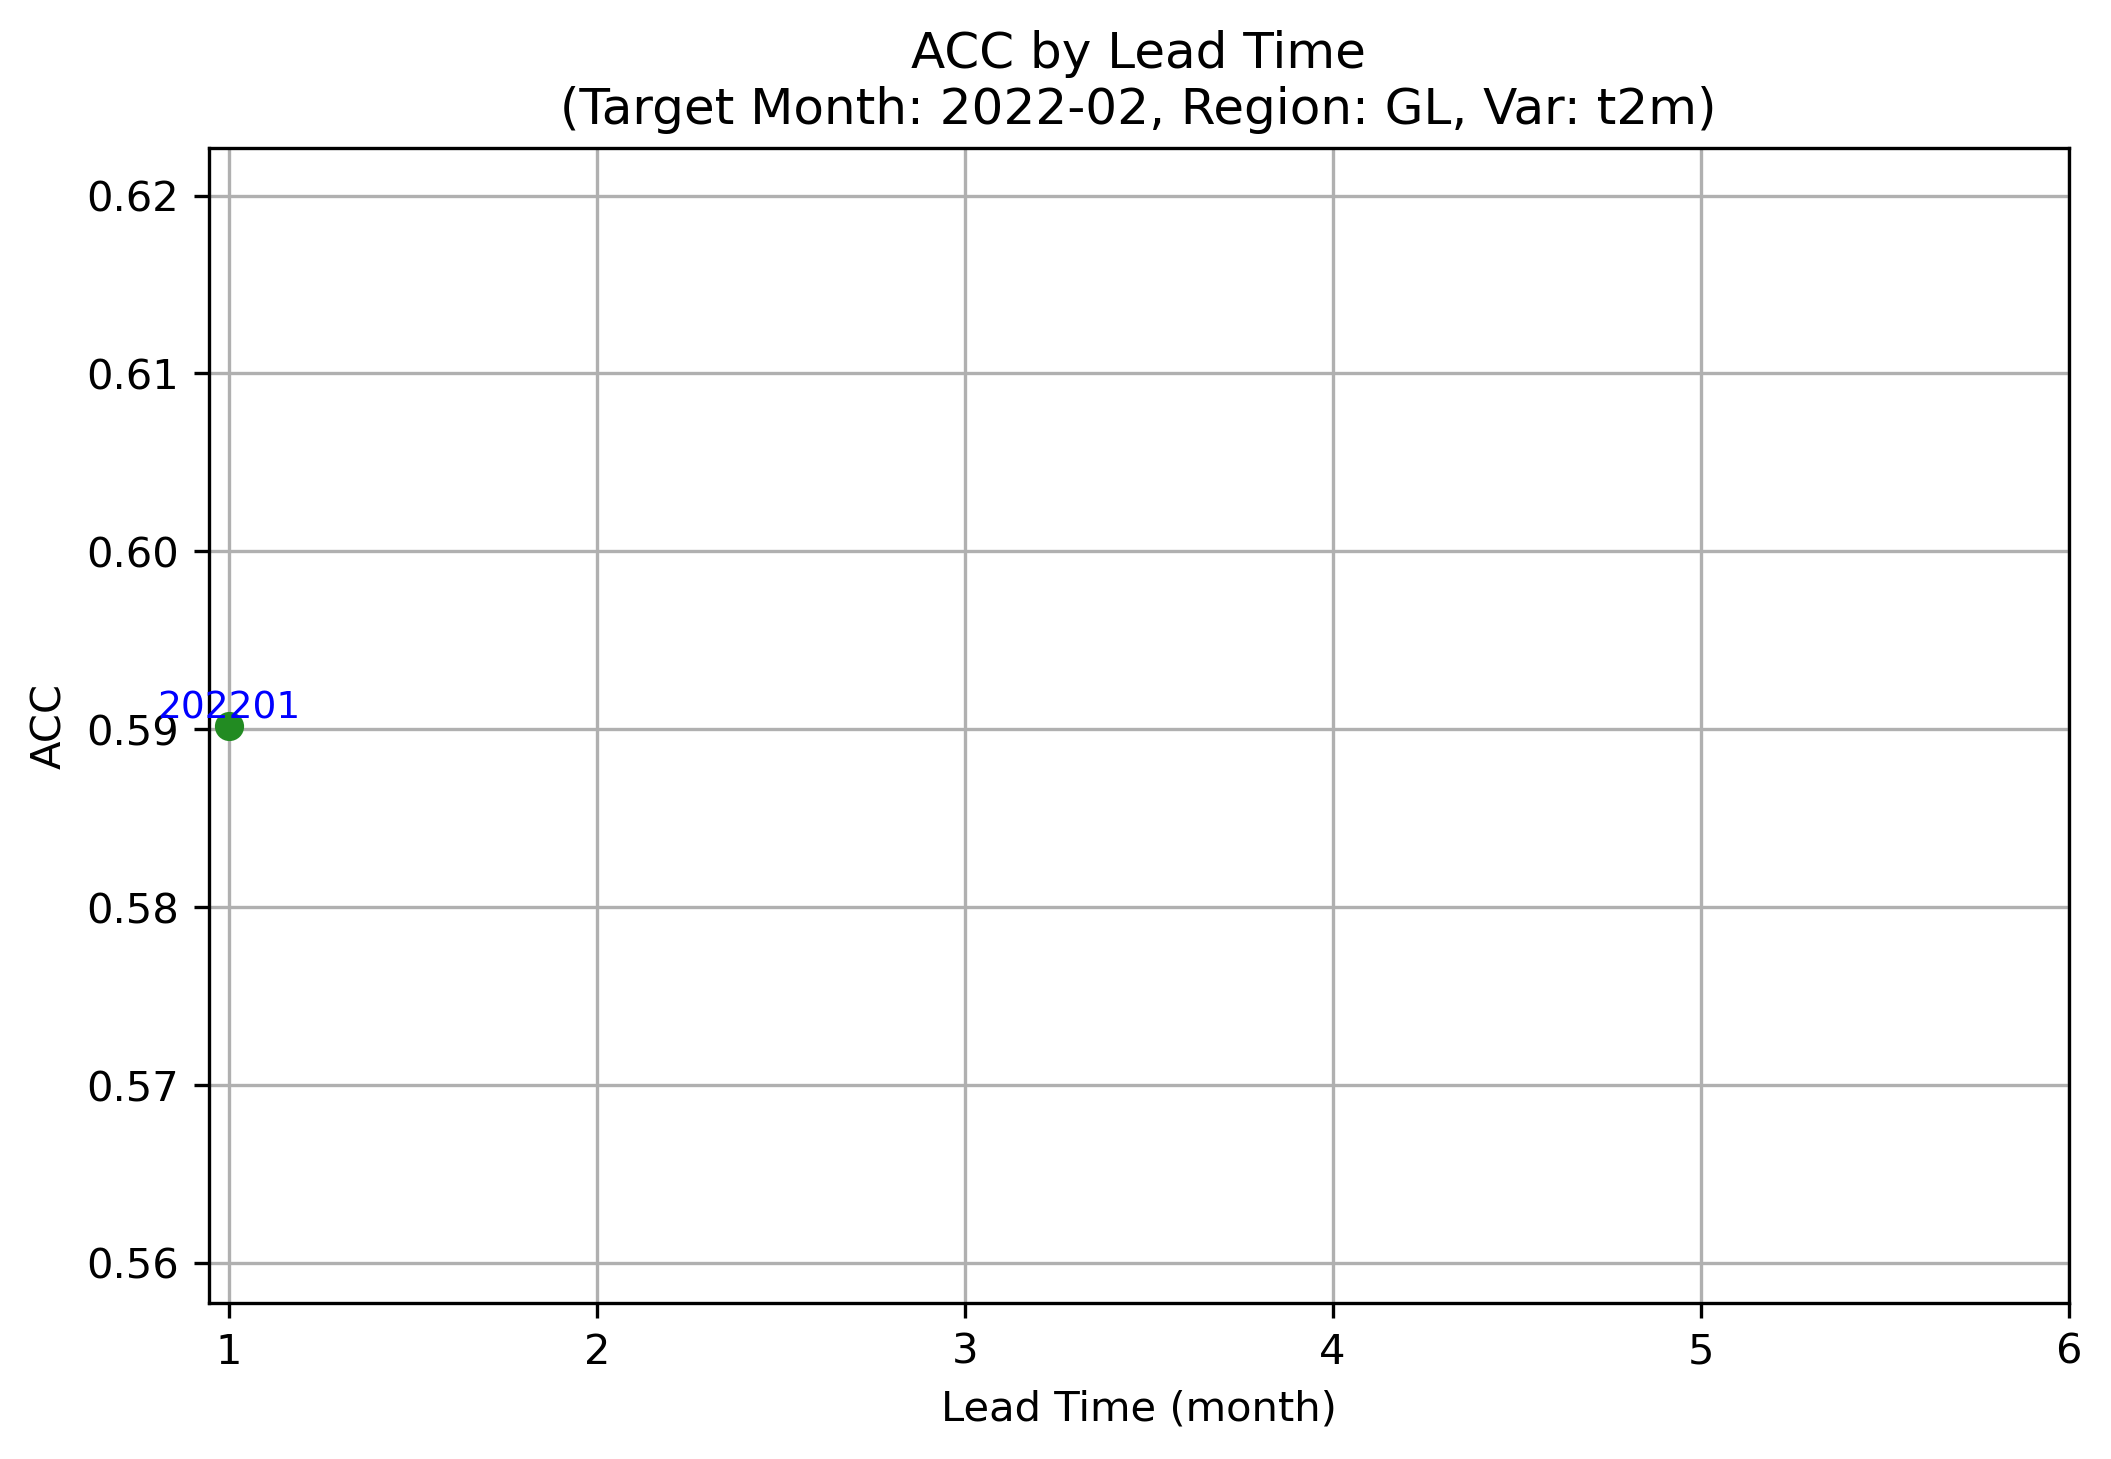 ACC by Lead Time
(Target Month: 2022-02, Region: GL, Var: t2m)
ACC
0.62
0.61
0.60
202201
0.59
0.58
0.57
0.56
1 2 3 4 5 6
Lead Time (month)